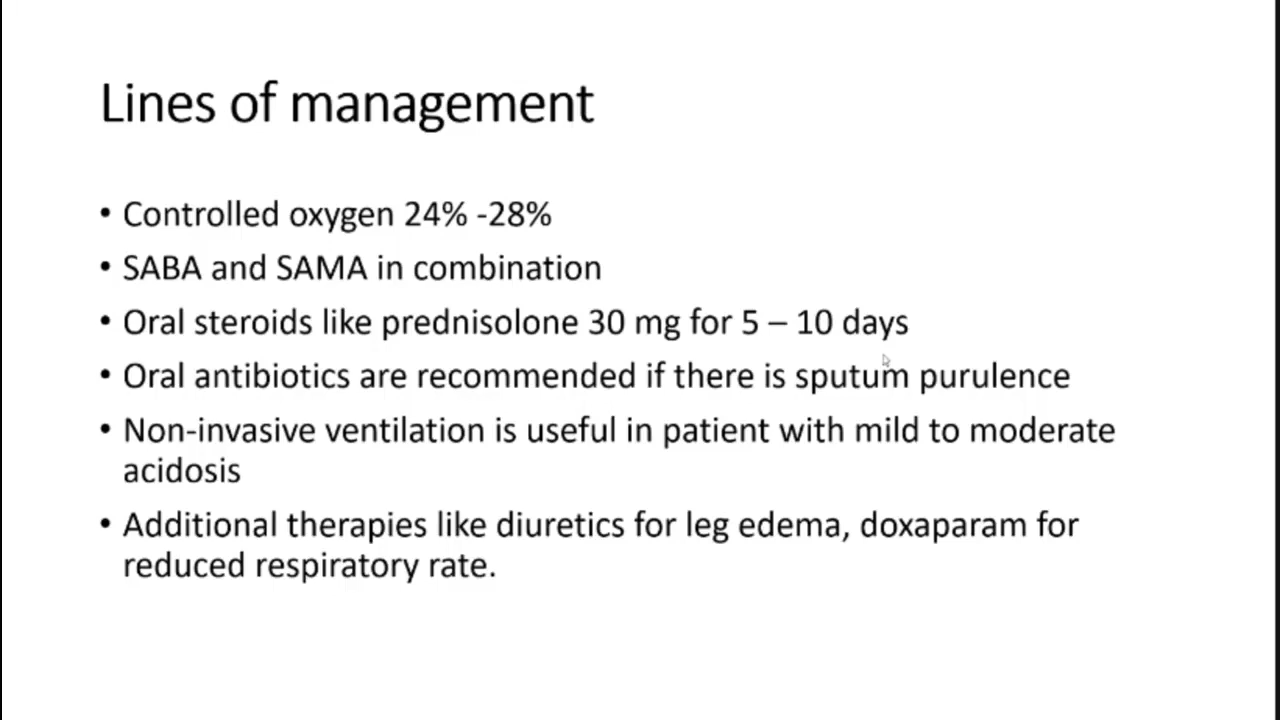 Lines of management
• Controlled oxygen 24% -28%
• SABA and SAMA in combination
• Oral steroids like prednisolone 30 mg for 5 – 10 days
• Oral antibiotics are recommended if there is sputum purulence
• Non-invasive ventilation is useful in patient with mild to moderate
acidosis
• Additional therapies like diuretics for leg edema, doxaparam for
reduced respiratory rate.